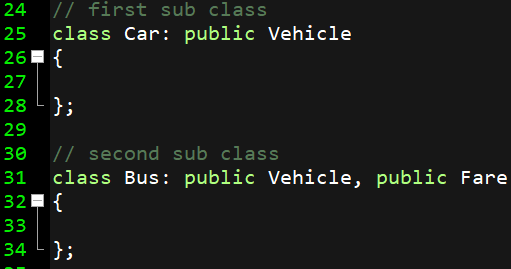 24 // first sub class
25 class Car: public Vehicle
26 {
27
28 };
29
30 // second sub class
31 class Bus: public Vehicle, public Fare
32 {
33
34 };